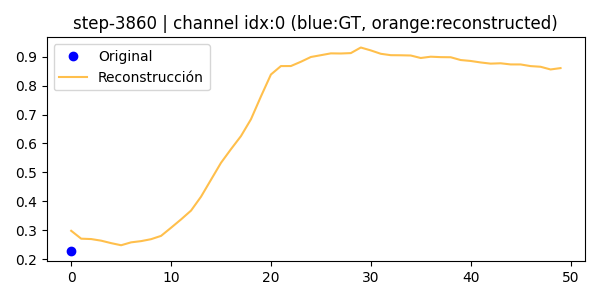 step-3860 | channel idx:0 (blue:GT, orange:reconstructed)
Original
Reconstrucción
0.9
0.8
0.7
0.6
0.5
0.4
0.3
0.2
0 10 20 30 40 50